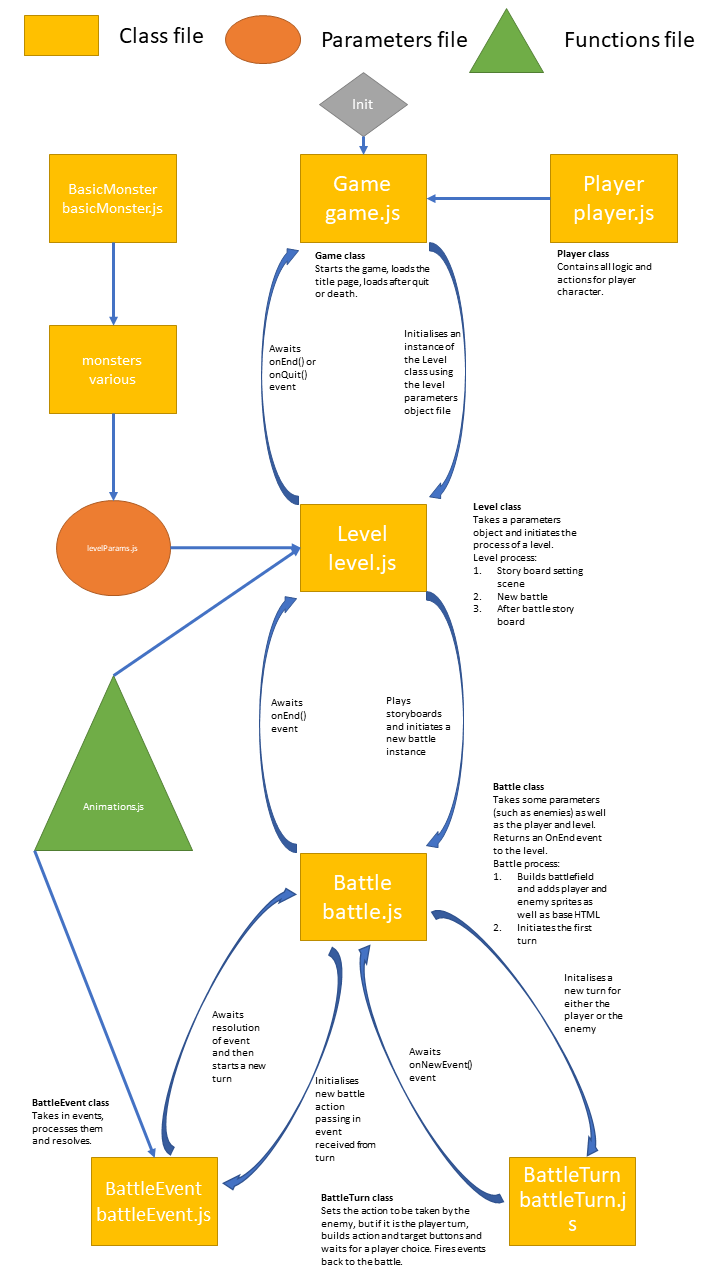 Class file
Parameters file
Functions file
Init
BasicMonster
basicMonster.js
Game
game.js
Player
player.js
Game class
Starts the game, loads the
title page, loads after quit
or death.
Player class
Contains all logic and
actions for player
character.
monsters
various
Awaits
onEnd() or
onQuit()
event
Initialises an
instance of
the Level
class using
the level
parameters
object file
levelParams.js
Level
level.js
Level class
Takes a parameters
object and initiates the
process of a level.
Level process:
1. Story board setting
scene
2. New battle
3. After battle story
board
Animations.js
Awaits
onEnd()
event
Plays
storyboards
and initiates a
new battle
instance
Battle class
Takes some parameters
(such as enemies) as well
as the player and level.
Returns an OnEnd event
to the level.
Battle process:
1. Builds battlefield
and adds player and
enemy sprites as
well as base HTML
2. Initiates the first
turn
Battle
battle.js
Awaits
resolution
of event
and then
starts a new
turn
Initialises
new battle
action
passing in
event
received from
turn
Awaits
onNewEvent()
event
Initalises a
new turn for
either the
player or the
enemy
BattleEvent class
Takes in events,
processes them
and resolves.
BattleEvent
battleEvent.js
BattleTurn class
Sets the action to be taken by the
enemy, but if it is the player turn,
builds action and target buttons and
waits for a player choice. Fires events
back to the battle.
BattleTurn
battleTurn.j
s